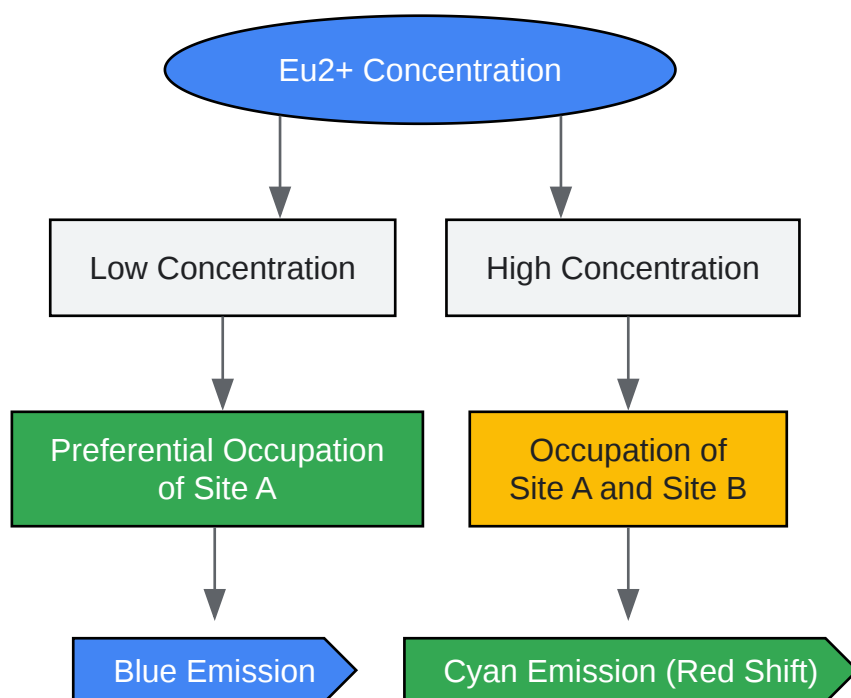 Eu2+ Concentration
Low Concentration
High Concentration
Preferential Occupation
of Site A
Occupation of
Site A and Site B
Blue Emission
Cyan Emission (Red Shift)